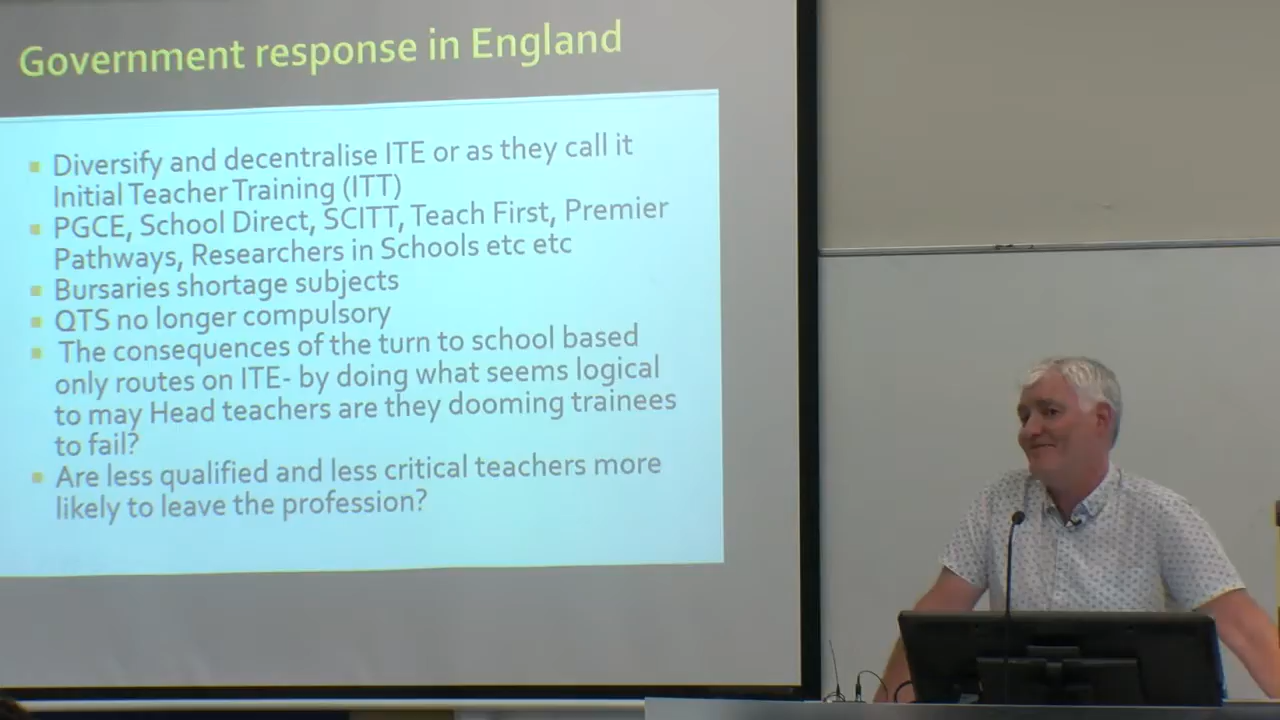 Government response in England
Diversify and decentralise ITE or as they call it
Initial Teacher Training (ITT)
PGCE, School Direct, SCITT, Teach First, Premier
Pathways, Researchers in Schools etc etc
Bursaries shortage subjects
QTS no longer compulsory
The consequences of the turn to school based
only routes on ITE- by doing what seems logical
to may Head teachers are they dooming trainees
to fail?
Are less qualified and less critical teachers more
likely to leave the profession?